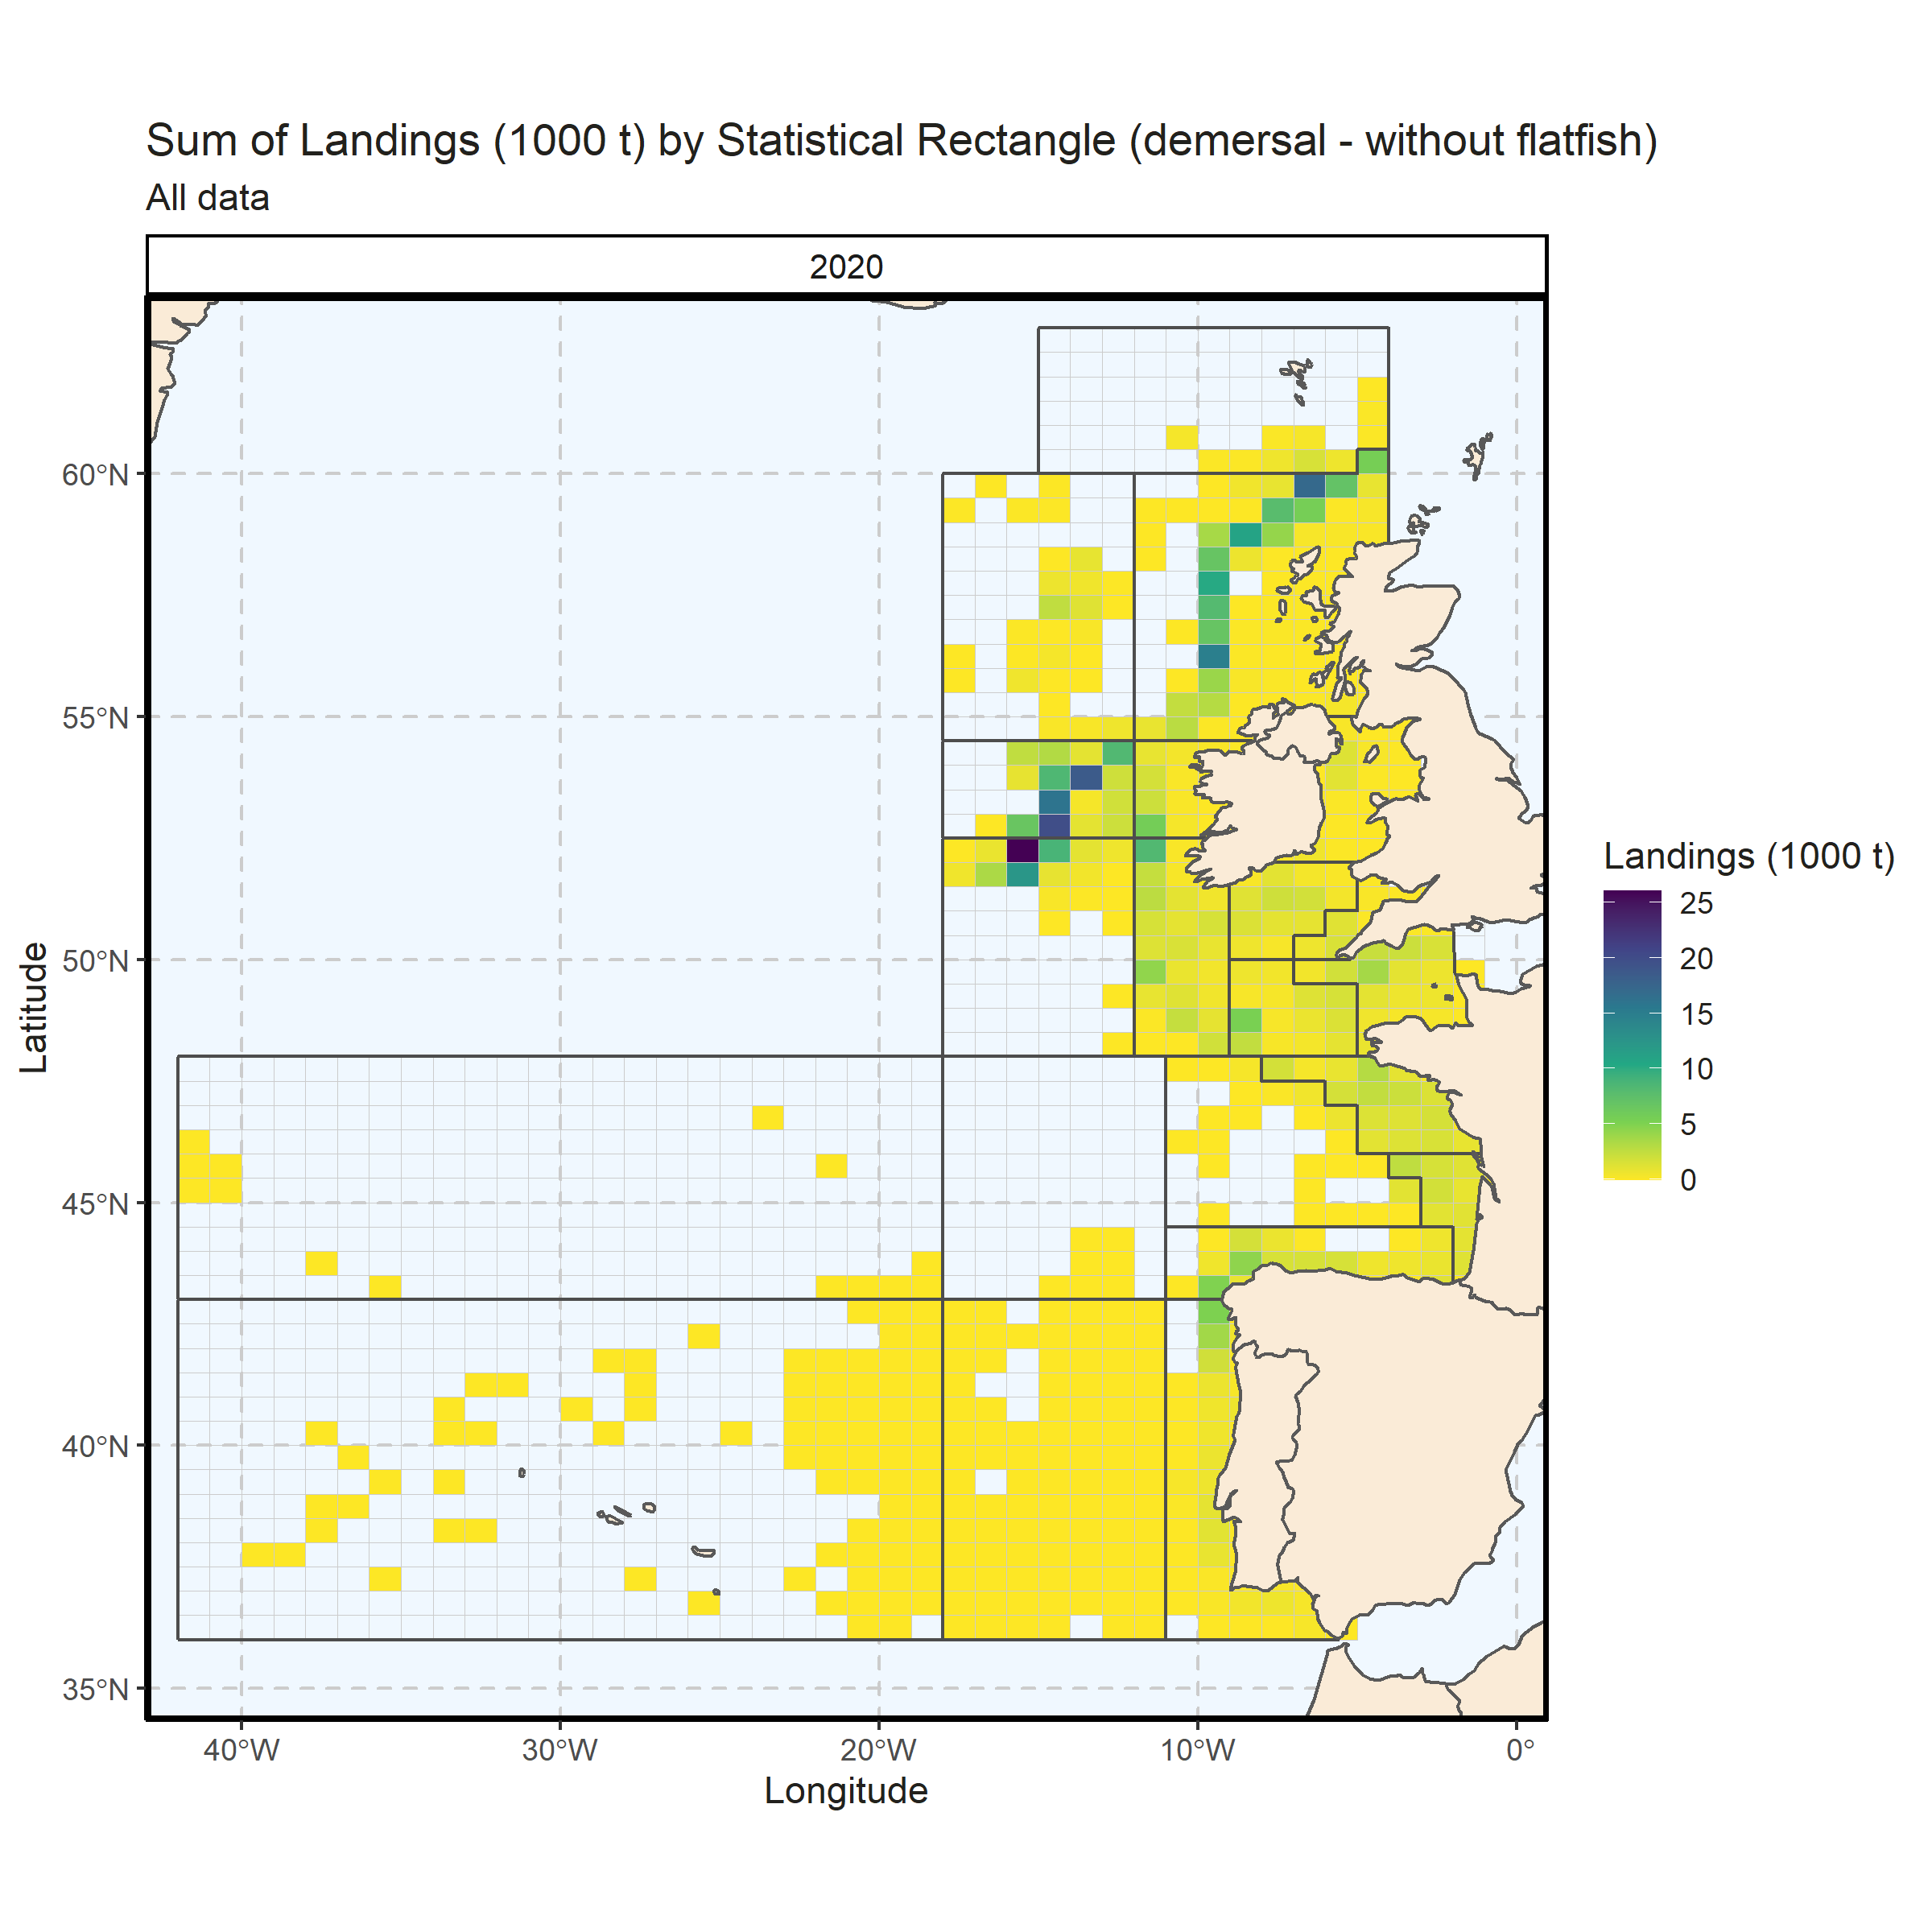 Sum of Landings (1000 t) by Statistical Rectangle (demersal - without flatfish)
All data
2020
60°N
55°N
50°N
45°N
40°N
35°N
Latitude
40°W
30°W
20°W
10°W
0°
Longitude
Landings (1000 t)
25
20
15
10
5
0